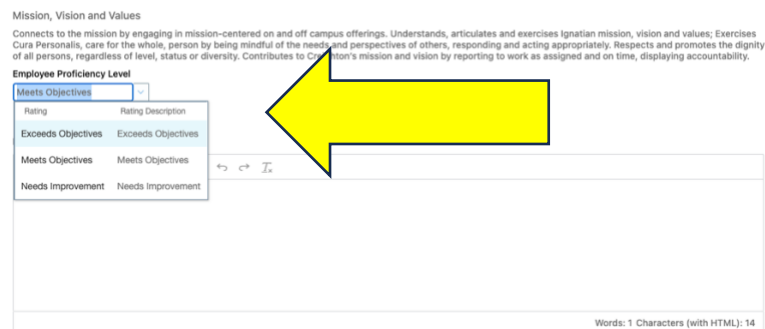 Mission, Vision and Values
Connects to the mission by engaging in mission-centered on and off campus offerings. Understands, articulates and exercises Ignatian mission, vision and values; Exercises
Cura Personalis, care for the whole, person by being mindful of the needs and perspectives of others, responding and acting appropriately. Respects and promotes the dignity
of all persons, regardless of level, status or diversity. Contributes to Creighton's mission and vision by reporting to work as assigned and on time, displaying accountability.
Employee Proficiency Level
Meets Objectives
Rating Rating Description
Exceeds Objectives Exceeds Objectives
Meets Objectives Meets Objectives
Needs Improvement Needs Improvement
Words: 1 Characters (with HTML): 14